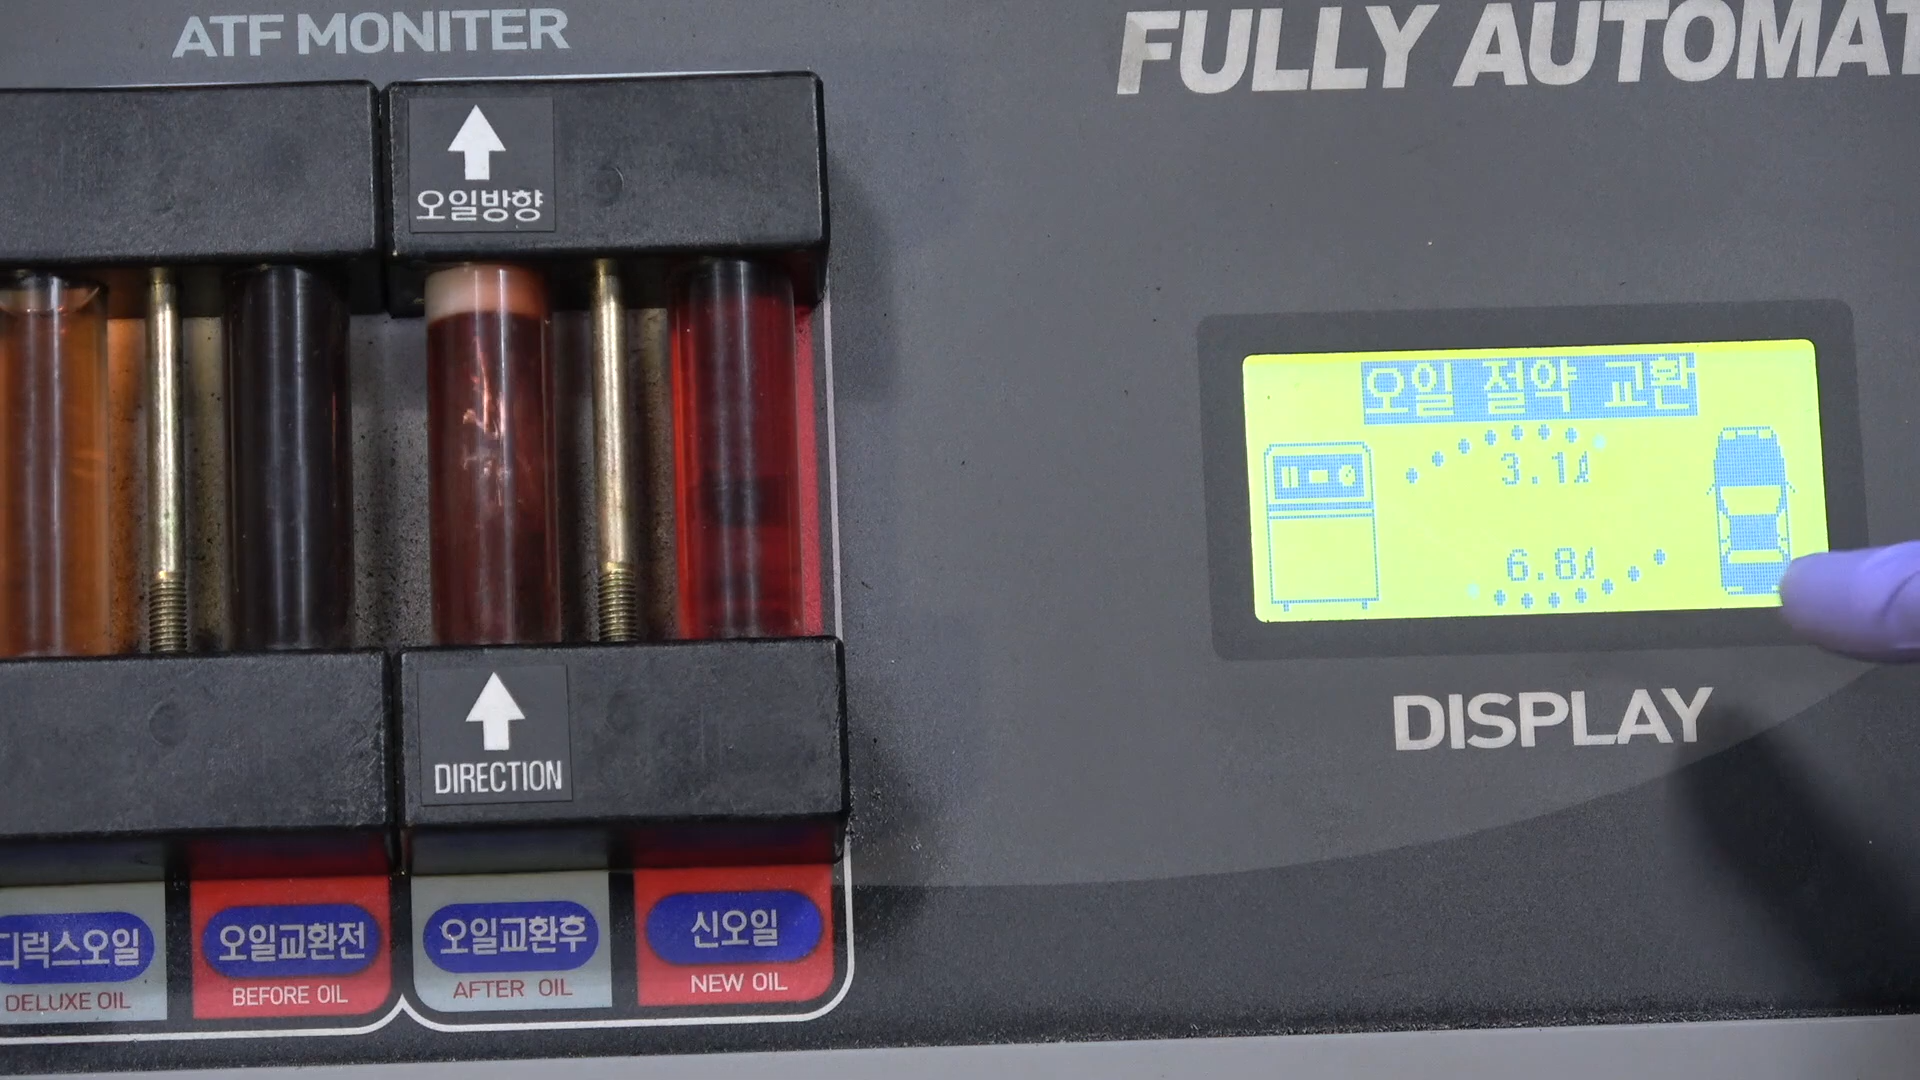 ATF MONITER
FULLY AUTOMAT
오일방향
오일 절약 교환
3.1ℓ
6.8ℓ
DISPLAY
DIRECTION
디럭스오일
DELUXE OIL
오일교환전
BEFORE OIL
오일교환후
AFTER OIL
신오일
NEW OIL